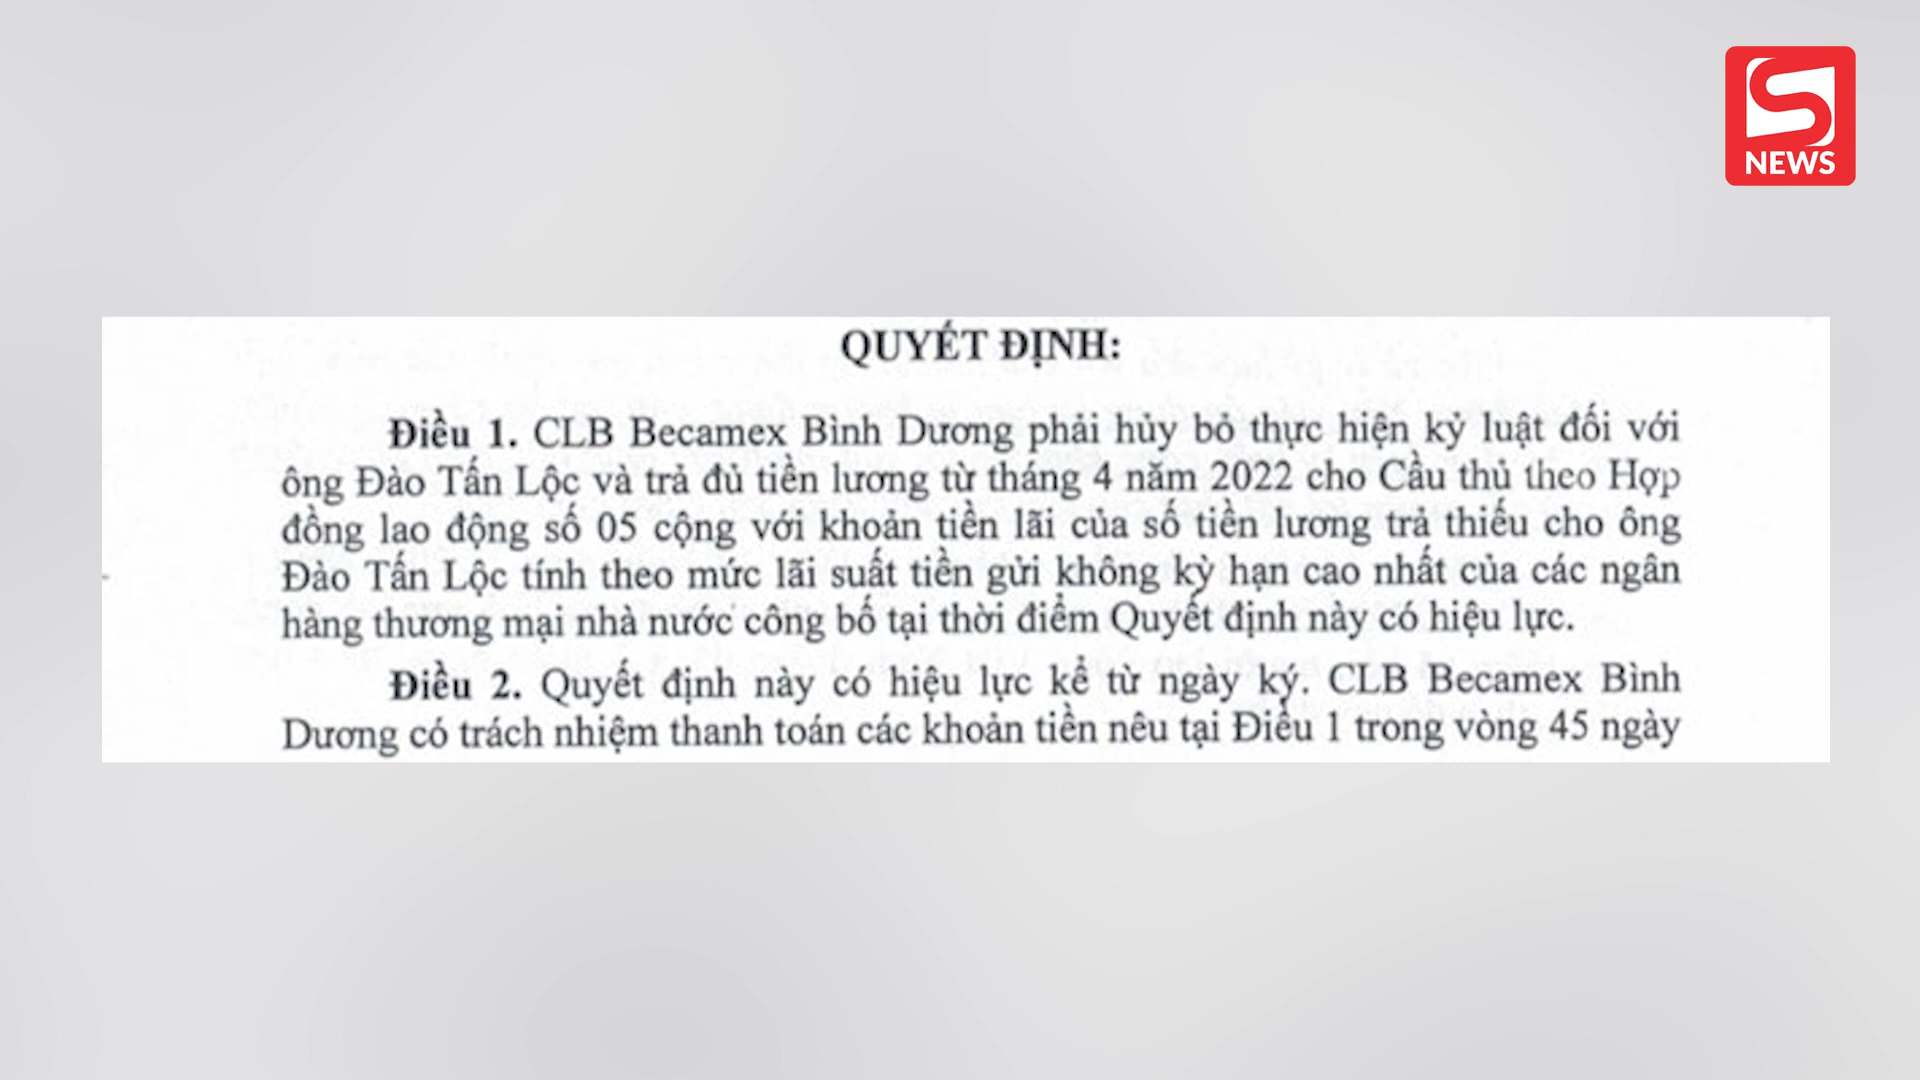 S
NEWS
QUYẾT ĐỊNH:
Điều 1. CLB Becamex Bình Dương phải hủy bỏ thực hiện kỷ luật đối với
ông Đào Tấn Lộc và trả đủ tiền lương từ tháng 4 năm 2022 cho Cầu thủ theo Hợp
đồng lao động số 05 cộng với khoản tiền lãi của số tiền lương trả thiếu cho ông
Đào Tấn Lộc tính theo mức lãi suất tiền gửi không kỳ hạn cao nhất của các ngân
hàng thương mại nhà nước công bố tại thời điểm Quyết định này có hiệu lực.
Điều 2. Quyết định này có hiệu lực kể từ ngày ký. CLB Becamex Bình
Dương có trách nhiệm thanh toán các khoản tiền nêu tại Điều 1 trong vòng 45 ngày